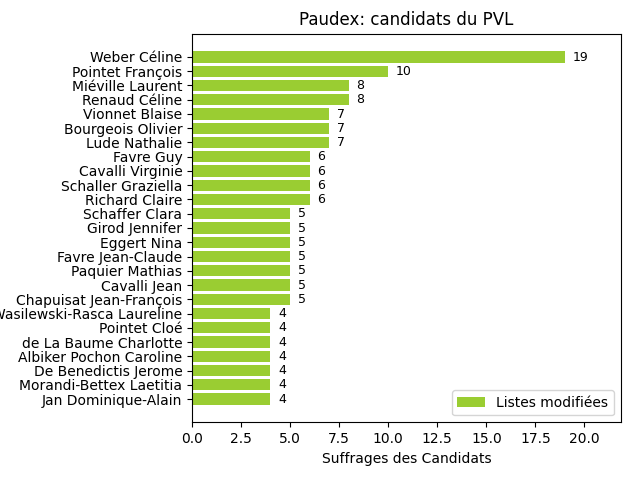 Paudex: candidats du PVL
Weber Céline 19
Pointet François 10
Miéville Laurent 8
Renaud Céline 8
Vionnet Blaise 7
Bourgeois Olivier 7
Lude Nathalie 7
Favre Guy 6
Cavalli Virginie 6
Schaller Graziella 6
Richard Claire 6
Schaffer Clara 5
Girod Jennifer 5
Eggert Nina 5
Favre Jean-Claude 5
Paquier Mathias 5
Cavalli Jean 5
Chapuisat Jean-François 5
Wasilewski-Rasca Laureline 4
Pointet Cloé 4
de La Baume Charlotte 4
Albiker Pochon Caroline 4
De Benedictis Jerome 4
Morandi-Bettex Laetitia 4
Jan Dominique-Alain 4
Listes modifiées
0.0 2.5 5.0 7.5 10.0 12.5 15.0 17.5 20.0
Suffrages des Candidats